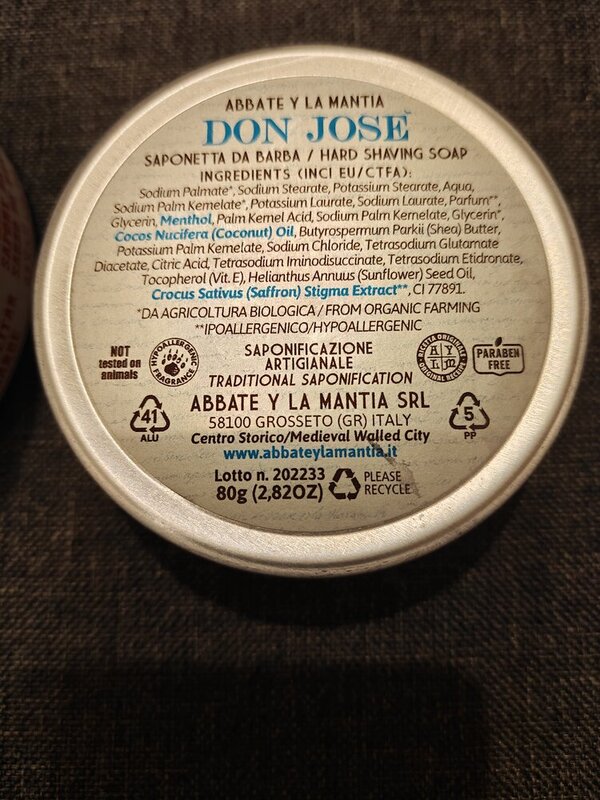 ABBATE Y LA MANTIA
DON JOSE
SAPONETTA DA BARBA / HARD SHAVING SOAP
INGREDIENTS (INCI EU/CTFA):
Sodium Palmate*, Sodium Stearate, Potassium Stearate, Aqua,
Sodium Palm Kernelate*, Potassium Laurate, Sodium Laurate, Parfum**,
Glycerin, Menthol, Palm Kernel Acid, Sodium Palm Kernelate, Glycerin*,
Cocos Nucifera (Coconut) Oil, Butyrospermum Parkii (Shea) Butter,
Potassium Palm Kernelate, Sodium Chloride, Tetrasodium Glutamate
Diacetate, Citric Acid, Tetrasodium Iminodisuccinate, Tetrasodium Etidronate,
Tocopherol (Vit. E), Helianthus Annuus (Sunflower) Seed Oil,
Crocus Sativus (Saffron) Stigma Extract**, CI 77891.
*DA AGRICOLTURA BIOLOGICA / FROM ORGANIC FARMING
**IPOALLERGENICO/HYPOALLERGENIC
NOT
tested on
animals
HYPOALLERGENIC
FRAGRANCE
SAPONIFICAZIONE
ARTIGIANALE
TRADITIONAL SAPONIFICATION
RICETTA ORIGINALE
A Y
L M
ORIGINAL RECIPE
PARABEN
FREE
41
ALU
ABBATE Y LA MANTIA SRL
58100 GROSSETO (GR) ITALY
Centro Storico/Medieval Walled City
www.abbateylamantia.it
5
PP
Lotto n. 202233
80g (2,82OZ)
PLEASE
RECYCLE